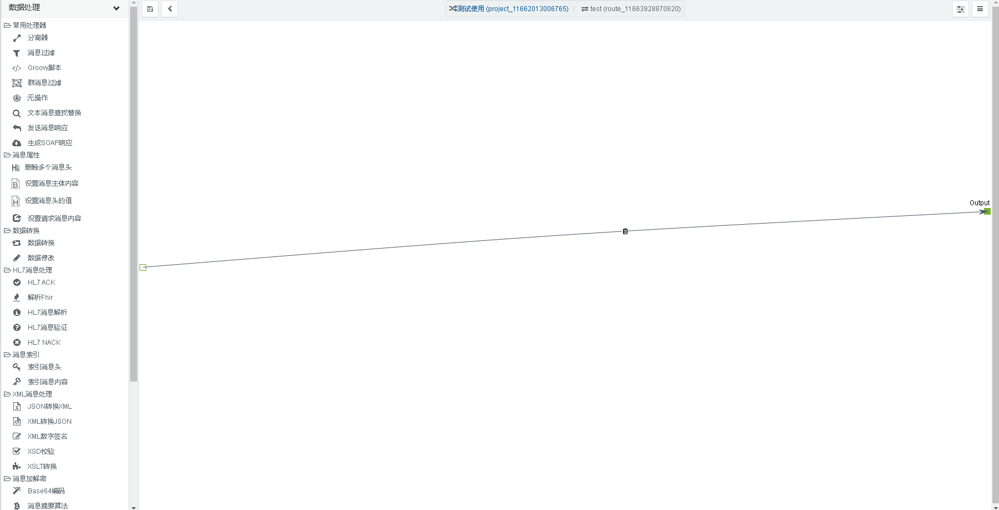 数据处理
测试使用 (project_11662013006765) / test (route_11663928870620)
常用处理器
分离器
消息过滤
Groovy脚本
群消息过滤
无操作
文本消息查找替换
发送消息响应
生成SOAP响应
消息属性
删除多个消息头
设置消息主体内容
设置消息头的值
设置请求消息内容
数据转换
数据转换
数据修改
HL7消息处理
HL7 ACK
解析Fhir
HL7消息解析
HL7消息验证
HL7 NACK
消息索引
索引消息头
索引消息内容
XML消息处理
JSON转换XML
XML转换JSON
XML数字签名
XSD校验
XSLT转换
消息加解密
Base64编码
消息摘要算法
Output